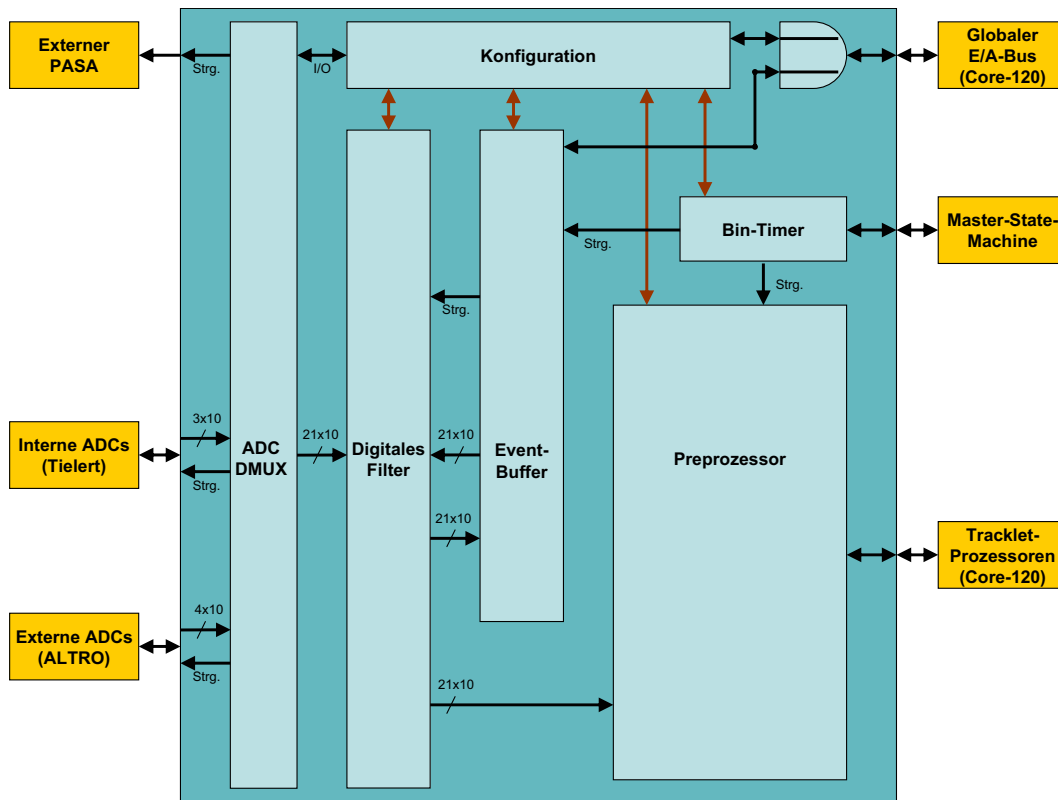 Externer
PASA
Strg.
I/O
Konfiguration
Globaler
E/A-Bus
(Core-120)
Bin-Timer
Master-State-
Machine
Strg.
Strg.
Strg.
Interne ADCs
(Tielert)
3x10
Strg.
ADC
DMUX
21x10
Digitales
Filter
21x10
Event-
Buffer
Preprozessor
21x10
Tracklet-
Prozessoren
(Core-120)
Externe ADCs
(ALTRO)
4x10
Strg.
21x10